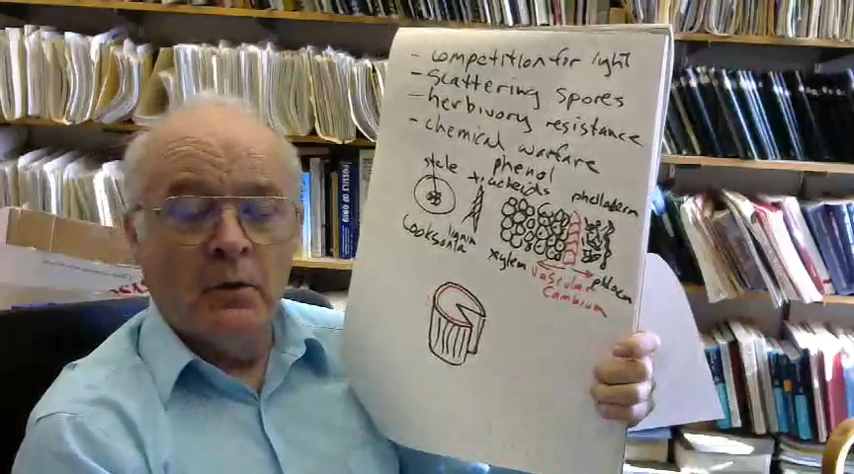 - competition for light
- Scattering Spores
- herbivory resistance
- chemical warfare
phenol
stele
tracheids
phelloderm
Cooksonia
lignin
xylem
phloem
Vascular
Cambium